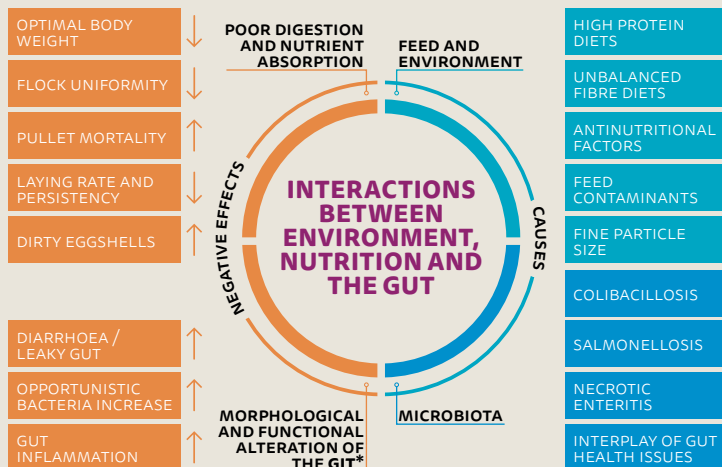 OPTIMAL BODY
WEIGHT
FLOCK UNIFORMITY
PULLET MORTALITY
LAYING RATE AND
PERSISTENCY
DIRTY EGGSHELLS
DIARRHOEA /
LEAKY GUT
OPPORTUNISTIC
BACTERIA INCREASE
GUT
INFLAMMATION
POOR DIGESTION
AND NUTRIENT
ABSORPTION
FEED AND
ENVIRONMENT
NEGATIVE EFFECTS
INTERACTIONS
BETWEEN
ENVIRONMENT,
NUTRITION AND
THE GUT
CAUSES
MORPHOLOGICAL
AND FUNCTIONAL
ALTERATION OF
THE GIT*
MICROBIOTA
HIGH PROTEIN
DIETS
UNBALANCED
FIBRE DIETS
ANTINUTRITIONAL
FACTORS
FEED
CONTAMINANTS
FINE PARTICLE
SIZE
COLIBACILLOSIS
SALMONELLOSIS
NECROTIC
ENTERITIS
INTERPLAY OF GUT
HEALTH ISSUES